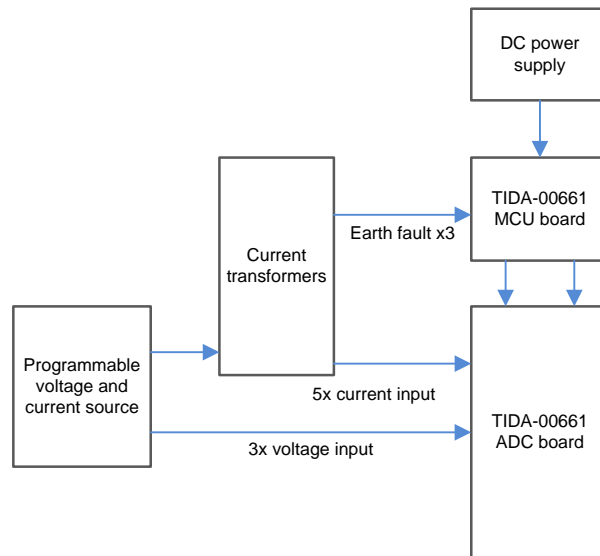 DC power
supply
TIDA-00661
MCU board
Earth fault x3
Current
transformers
Programmable
voltage and
current source
5x current input
3x voltage input
TIDA-00661
ADC board